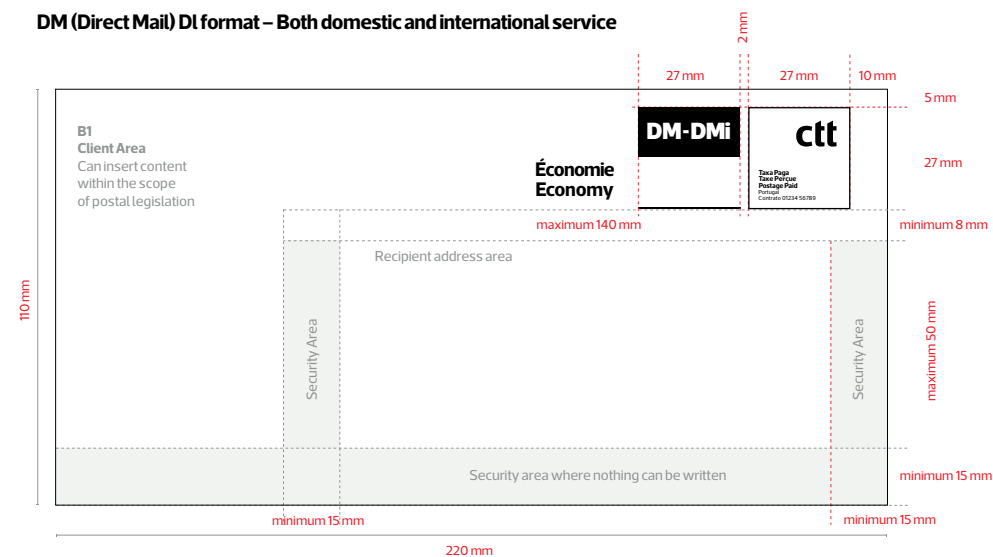 DM (Direct Mail) Dl format – Both domestic and international service
2 mm
27 mm
27 mm
10 mm
5 mm
B1
Client Area
Can insert content
within the scope
of postal legislation
DM-DMi
ctt
27 mm
Économie
Economy
Taxa Paga
Taxe Perçue
Postage Paid
Portugal
Contrato 01234 56789
maximum 140 mm
minimum 8 mm
Recipient address area
110 mm
Security Area
Security Area
maximum 50 mm
Security area where nothing can be written
minimum 15 mm
minimum 15 mm
minimum 15 mm
220 mm